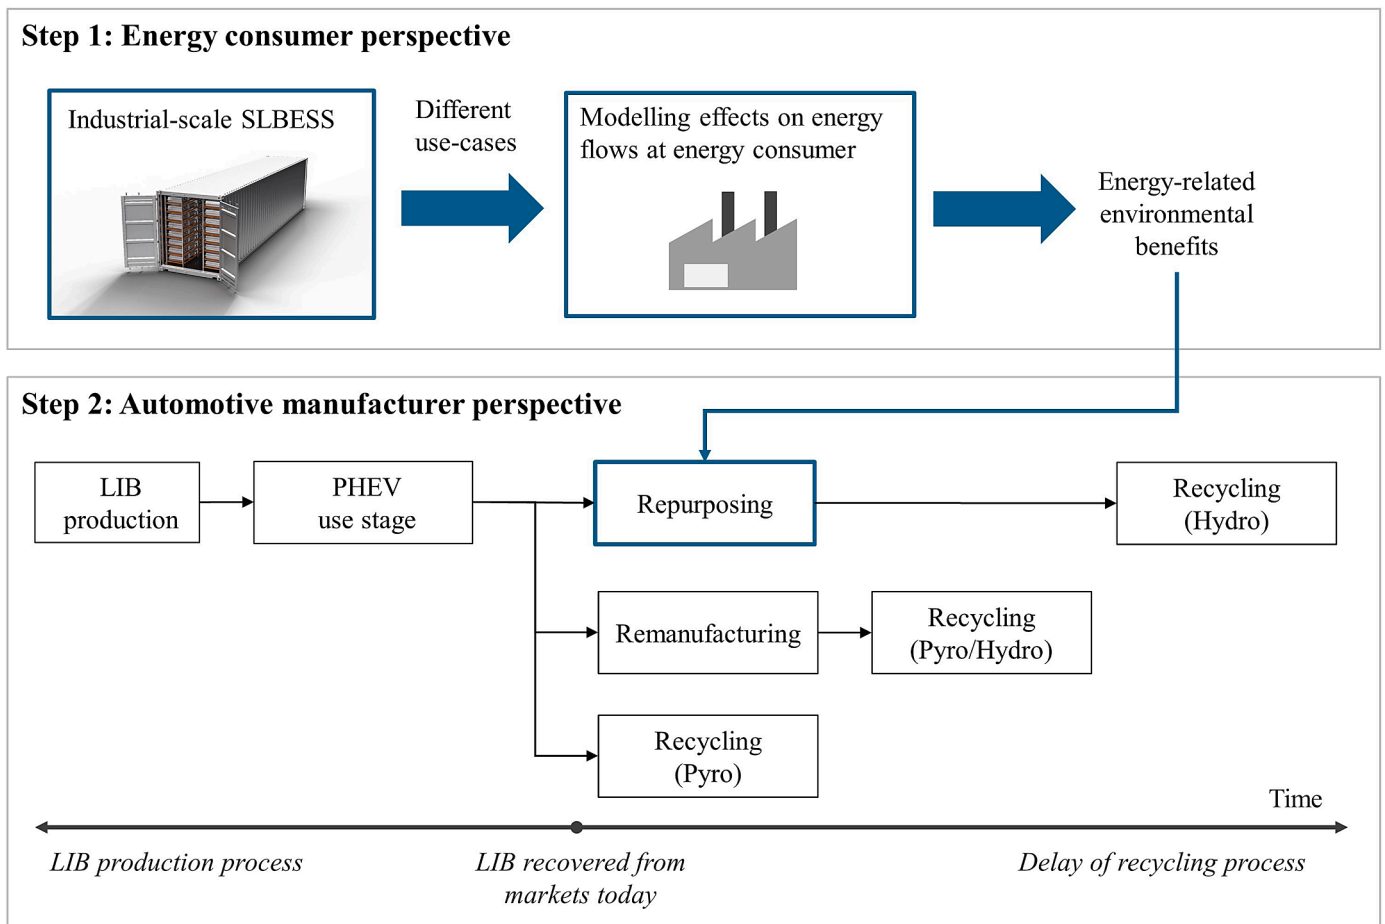 Step 1: Energy consumer perspective
Industrial-scale SLBESS
Different
use-cases
Modelling effects on energy
flows at energy consumer
Energy-related
environmental
benefits
Step 2: Automotive manufacturer perspective
LIB
production
PHEV
use stage
Repurposing
Recycling
(Hydro)
Remanufacturing
Recycling
(Pyro/Hydro)
Recycling
(Pyro)
Time
LIB production process
LIB recovered from
markets today
Delay of recycling process